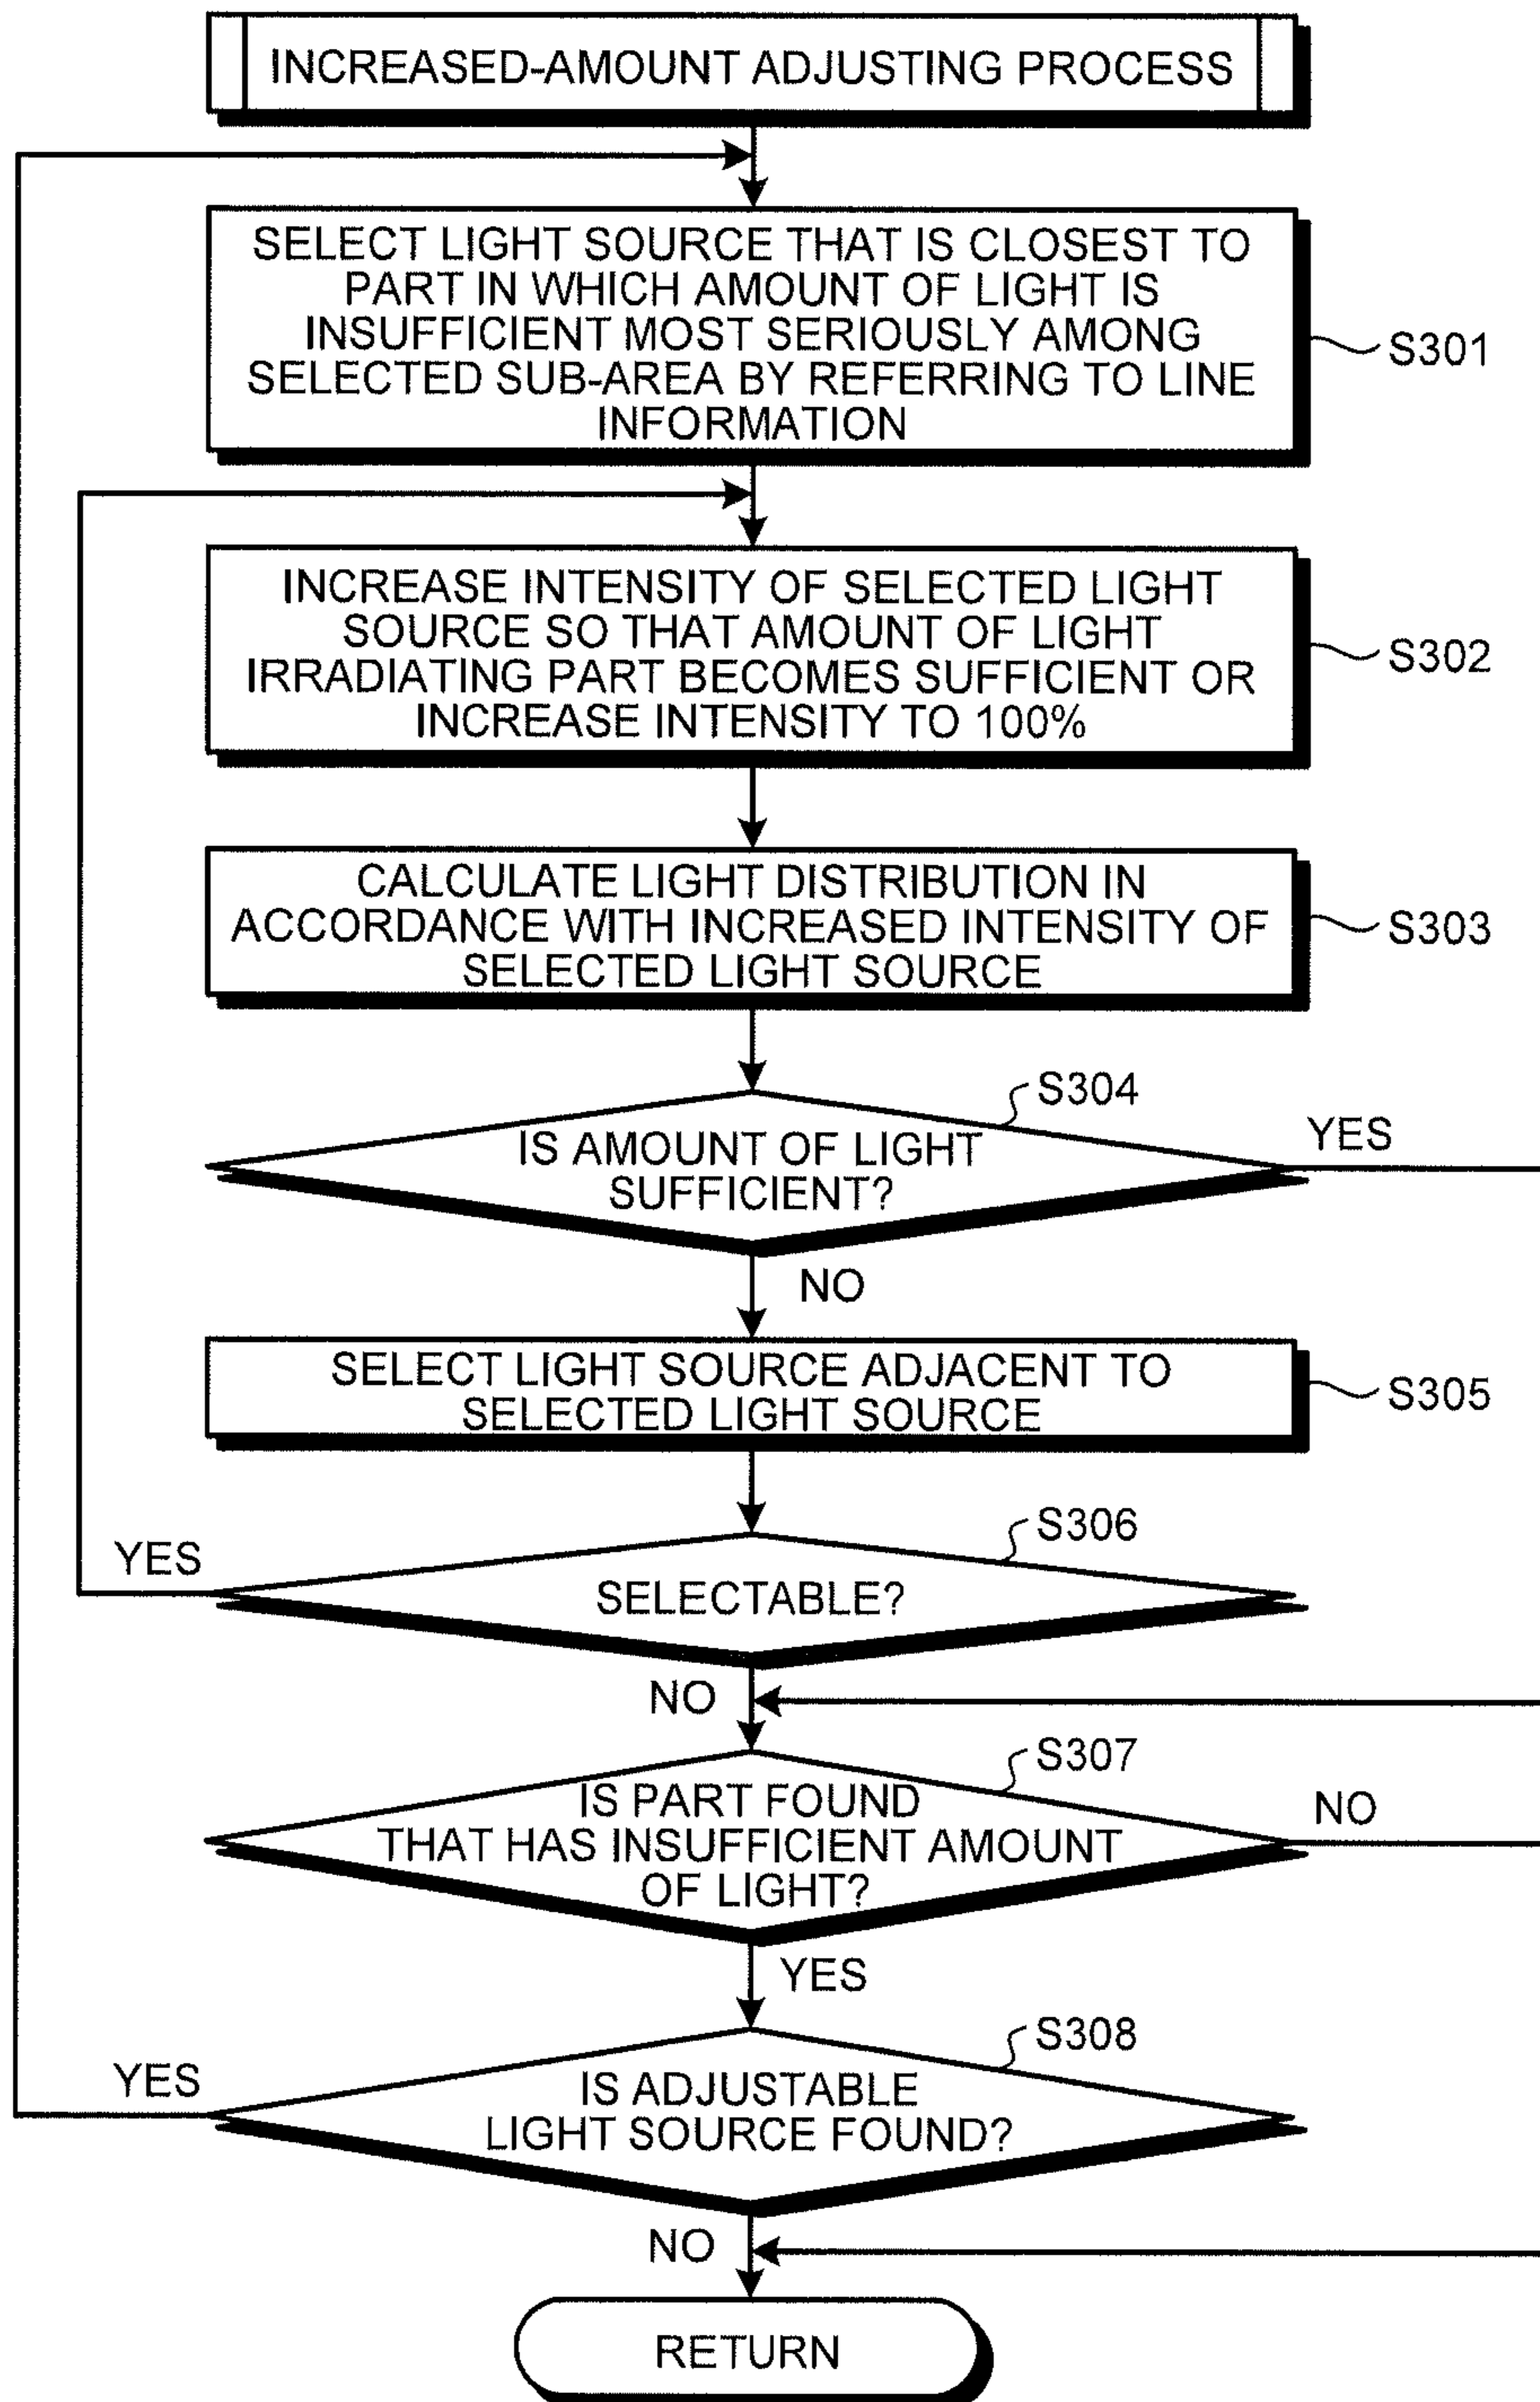 INCREASED-AMOUNT ADJUSTING PROCESS
SELECT LIGHT SOURCE THAT IS CLOSEST TO
PART IN WHICH AMOUNT OF LIGHT IS
INSUFFICIENT MOST SERIOUSLY AMONG
SELECTED SUB-AREA BY REFERRING TO LINE
INFORMATION
S301
INCREASE INTENSITY OF SELECTED LIGHT
SOURCE SO THAT AMOUNT OF LIGHT
IRRADIATING PART BECOMES SUFFICIENT OR
INCREASE INTENSITY TO 100%
S302
CALCULATE LIGHT DISTRIBUTION IN
ACCORDANCE WITH INCREASED INTENSITY OF
SELECTED LIGHT SOURCE
S303
S304
IS AMOUNT OF LIGHT
SUFFICIENT?
YES
NO
SELECT LIGHT SOURCE ADJACENT TO
SELECTED LIGHT SOURCE
S305
S306
SELECTABLE?
YES
NO
S307
IS PART FOUND
THAT HAS INSUFFICIENT AMOUNT
OF LIGHT?
NO
YES
S308
IS ADJUSTABLE
LIGHT SOURCE FOUND?
YES
NO
RETURN